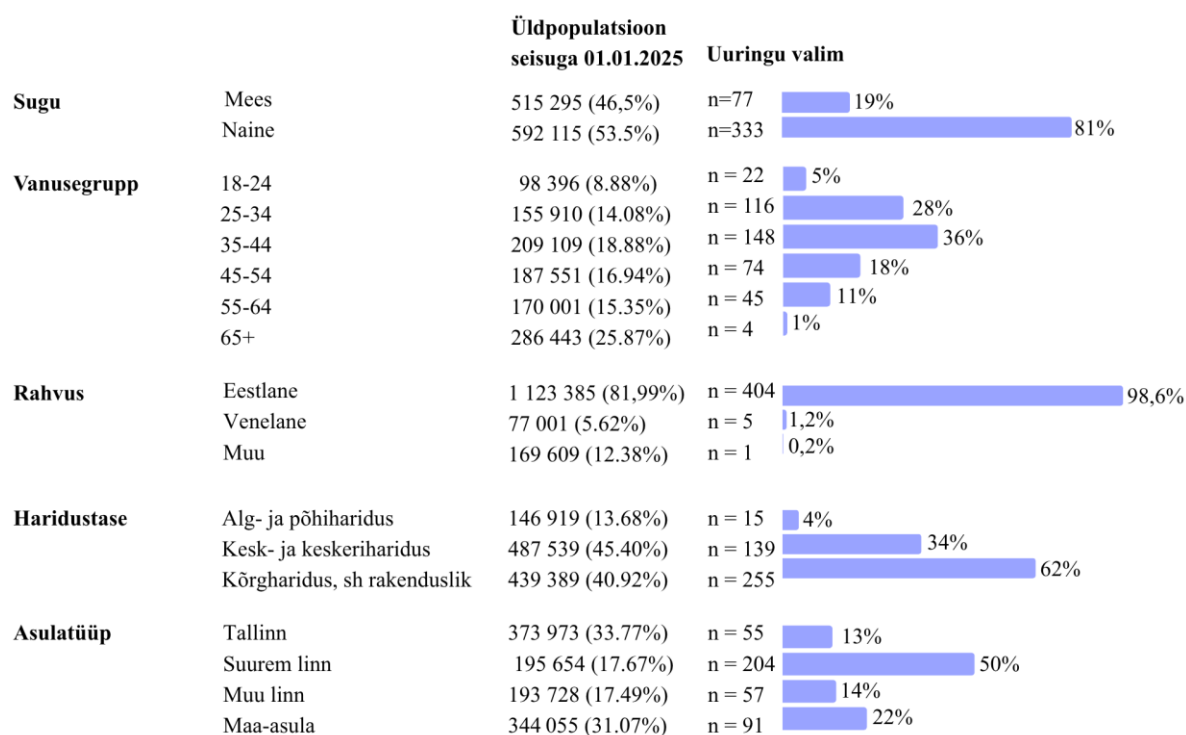 Üldpopulatsioon
seisuga 01.01.2025 Uuringu valim
Sugu Mees 515 295 (46,5%) n=77 19%
Naine 592 115 (53.5%) n=333 81%
Vanusegrupp 18-24 98 396 (8.88%) n = 22 5%
25-34 155 910 (14.08%) n = 116 28%
35-44 209 109 (18.88%) n = 148 36%
45-54 187 551 (16.94%) n = 74 18%
55-64 170 001 (15.35%) n = 45 11%
65+ 286 443 (25.87%) n = 4 1%
Rahvus Eestlane 1 123 385 (81,99%) n = 404 98,6%
Venelane 77 001 (5.62%) n = 5 1,2%
Muu 169 609 (12.38%) n = 1 0,2%
Haridustase Alg- ja põhiharidus 146 919 (13.68%) n = 15 4%
Kesk- ja keskeriharidus 487 539 (45.40%) n = 139 34%
Kõrgharidus, sh rakenduslik 439 389 (40.92%) n = 255 62%
Asulatüüp Tallinn 373 973 (33.77%) n = 55 13%
Suurem linn 195 654 (17.67%) n = 204 50%
Muu linn 193 728 (17.49%) n = 57 14%
Maa-asula 344 055 (31.07%) n = 91 22%